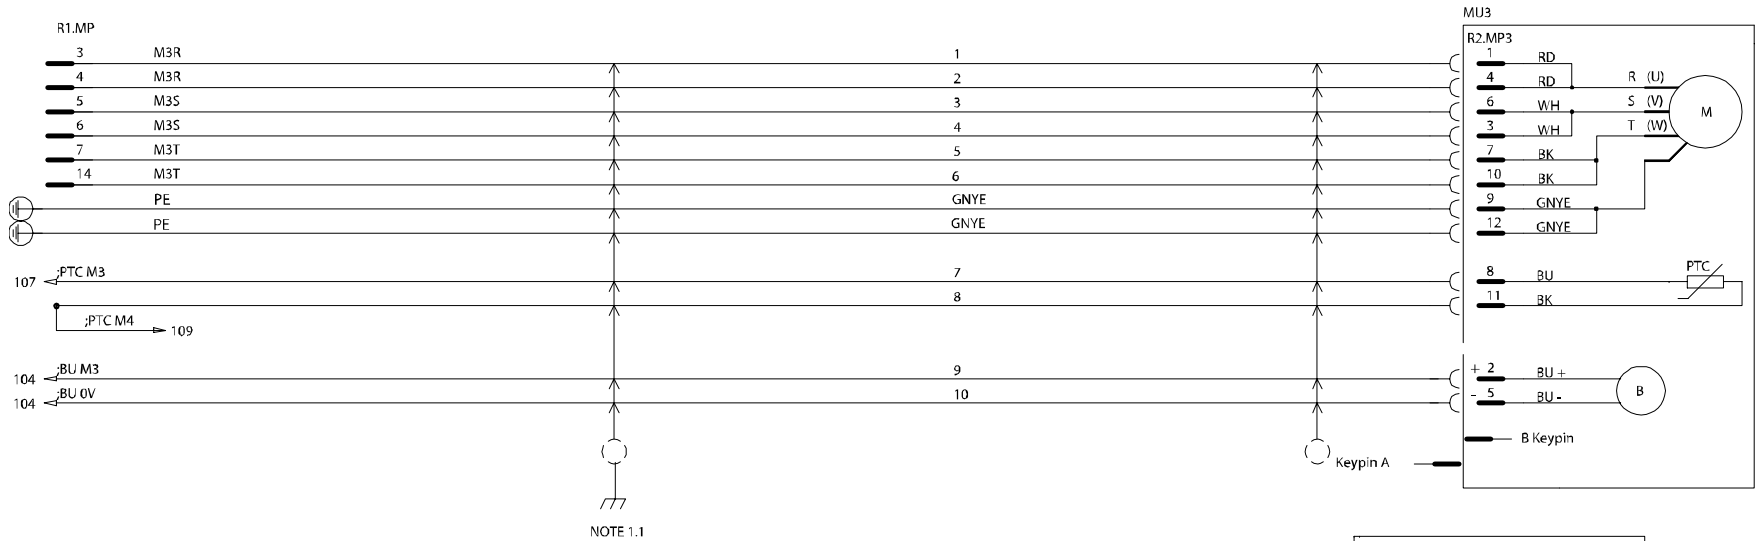 MU3
R1.MP
R2.MP3
3 M3R 1 1 RD
4 M3R 2 4 RD R (U)
5 M3S 3 6 WH S (V) M
6 M3S 4 3 WH T (W)
7 M3T 5 7 BK
14 M3T 6 10 BK
PE GNYE 9 GNYE
PE GNYE 12 GNYE
107 ;PTC M3 7 8 BU PTC
8 11 BK
;PTC M4 109
104 ;BU M3 9 + 2 BU +
104 ;BU 0V 10 - 5 BU - B
B Keypin
Keypin A
NOTE 1.1